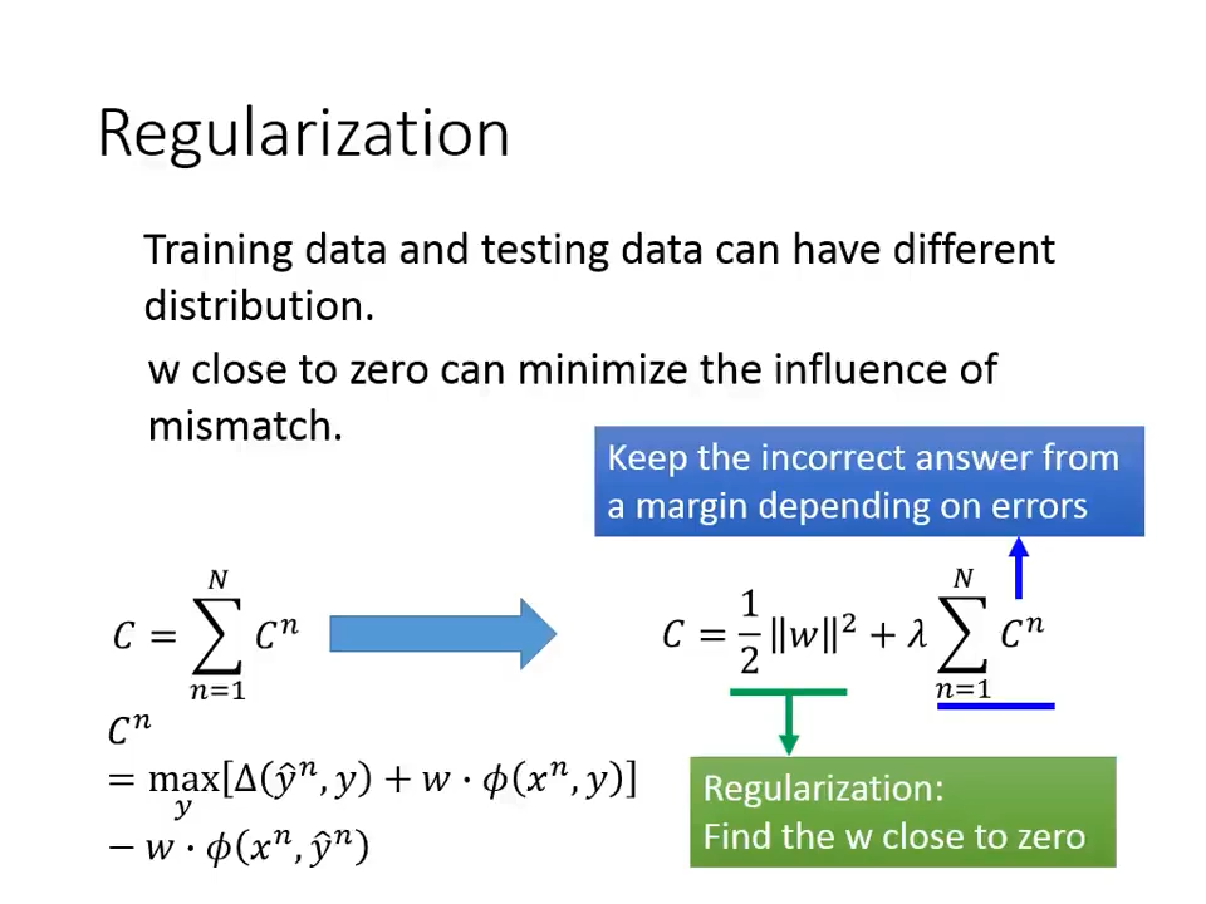 Regularization
Training data and testing data can have different
distribution.
w close to zero can minimize the influence of
mismatch.
Keep the incorrect answer from
a margin depending on errors
$C = \sum_{n=1}^{N} C^n$
$C = \frac{1}{2} \|w\|^2 + \lambda \sum_{n=1}^{N} C^n$
$C^n$
$= \max_{y} [\Delta(\hat{y}^n, y) + w \cdot \phi(x^n, y)]$
$- w \cdot \phi(x^n, \hat{y}^n)$
Regularization:
Find the w close to zero